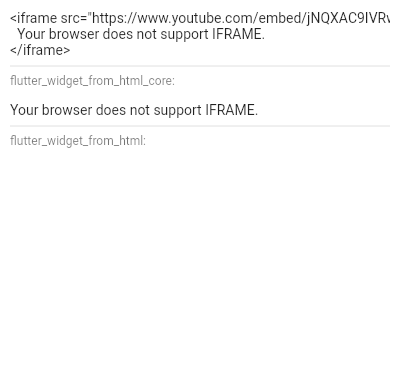 <iframe src="https://www.youtube.com/embed/jNQXAC9IVRw
Your browser does not support IFRAME.
</iframe>
flutter_widget_from_html_core:
Your browser does not support IFRAME.
flutter_widget_from_html: